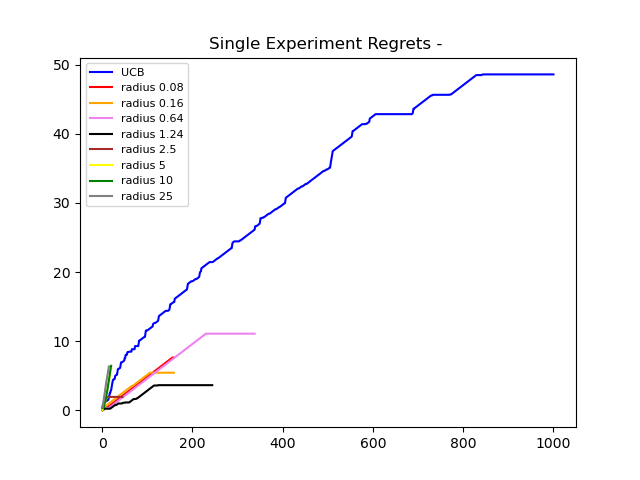 Single Experiment Regrets -
50
40
30
20
10
0
UCB
radius 0.08
radius 0.16
radius 0.64
radius 1.24
radius 2.5
radius 5
radius 10
radius 25
0 200 400 600 800 1000